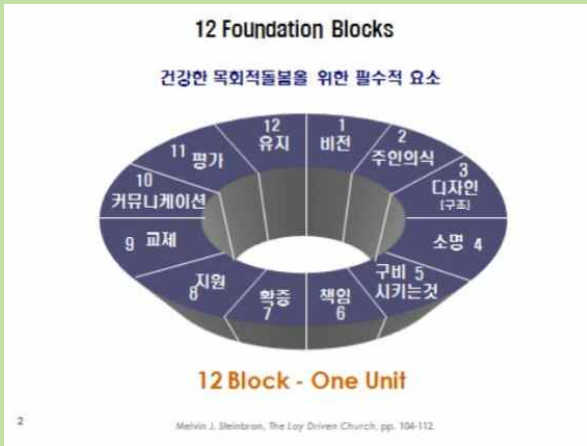 12 Foundation Blocks
건강한 목회적돌봄을 위한 필수적 요소
1
비전
2
주인의식
3
디자인
[구조]
소명 4
구비 5
시키는것
책임
6
확증
7
지원
8
9 교제
10
커뮤니케이션
11 평가
12
유지
12 Block - One Unit
2
Melvin J. Steinbron, The Lay Driven Church, pp. 104-112